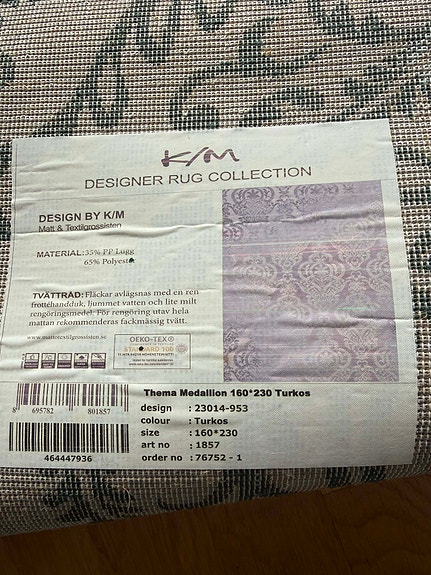 K/M
DESIGNER RUG COLLECTION
DESIGN BY K/M
Matt & Textilgrossisten
MATERIAL: 35% PP Lugg
65% Polyester
TVÄTTRÅD: Fläckar avlägsnas med en ren
frottéhandduk, ljummet vatten och lite milt
rengöringsmedel. För rengöring utav hela
mattan rekommenderas fackmässig tvätt.
www.mattotextilgrossisten.se
OEKO-TEX®
STANDARD 100
Thema Medallion 160*230 Turkos
8 695782 801857
design : 23014-953
colour : Turkos
size : 160*230
art no : 1857
464447936
order no : 76752 - 1